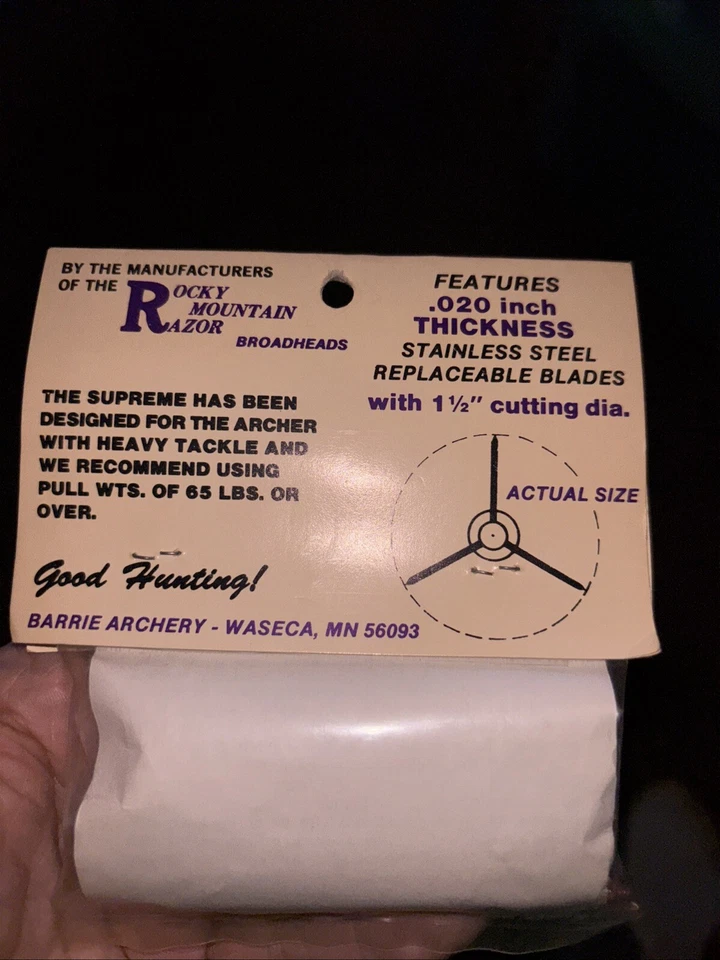 BY THE MANUFACTURERS
OF THE ROCKY
MOUNTAIN
RAZOR
BROADHEADS
THE SUPREME HAS BEEN
DESIGNED FOR THE ARCHER
WITH HEAVY TACKLE AND
WE RECOMMEND USING
PULL WTS. OF 65 LBS. OR
OVER.
Good Hunting!
BARRIE ARCHERY - WASECA, MN 56093
FEATURES
.020 inch
THICKNESS
STAINLESS STEEL
REPLACEABLE BLADES
with 1½" cutting dia.
ACTUAL SIZE